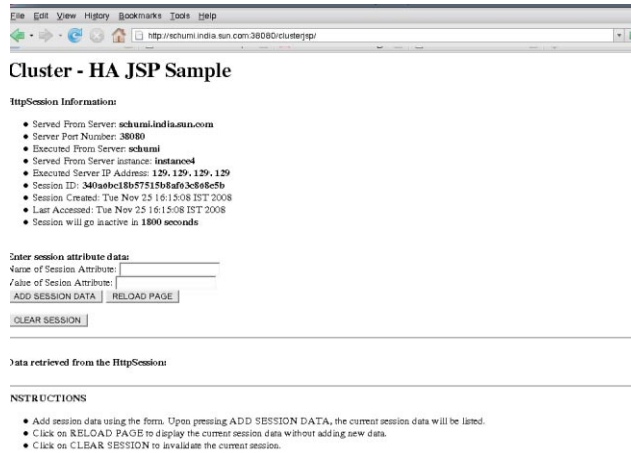 File Edit View History Bookmarks Tools Help
http://schumi.india.sun.com:38080/clusterjsp/
Cluster - HA JSP Sample
HttpSession Information:
• Served From Server: schumi.india.sun.com
• Server Port Number: 38080
• Executed From Server: schumi
• Served From Server instance: instance4
• Executed Server IP Address: 129.129.129.129
• Session ID:
• Session Created: Tue Nov 25 16:15:08 IST 2008
• Last Accessed: Tue Nov 25 16:15:08 IST 2008
• Session will go inactive in 1800 seconds
Enter session attribute data:
Name of Session Attribute:
Value of Sesion Attribute:
ADD SESSION DATA RELOAD PAGE
CLEAR SESSION
Data retrieved from the HttpSession:
INSTRUCTIONS
• Add session data using the form. Upon pressing ADD SESSION DATA, the current session data will be listed.
• Click on RELOAD PAGE to display the current session data without adding new data.
• Click on CLEAR SESSION to invalidate the current session.